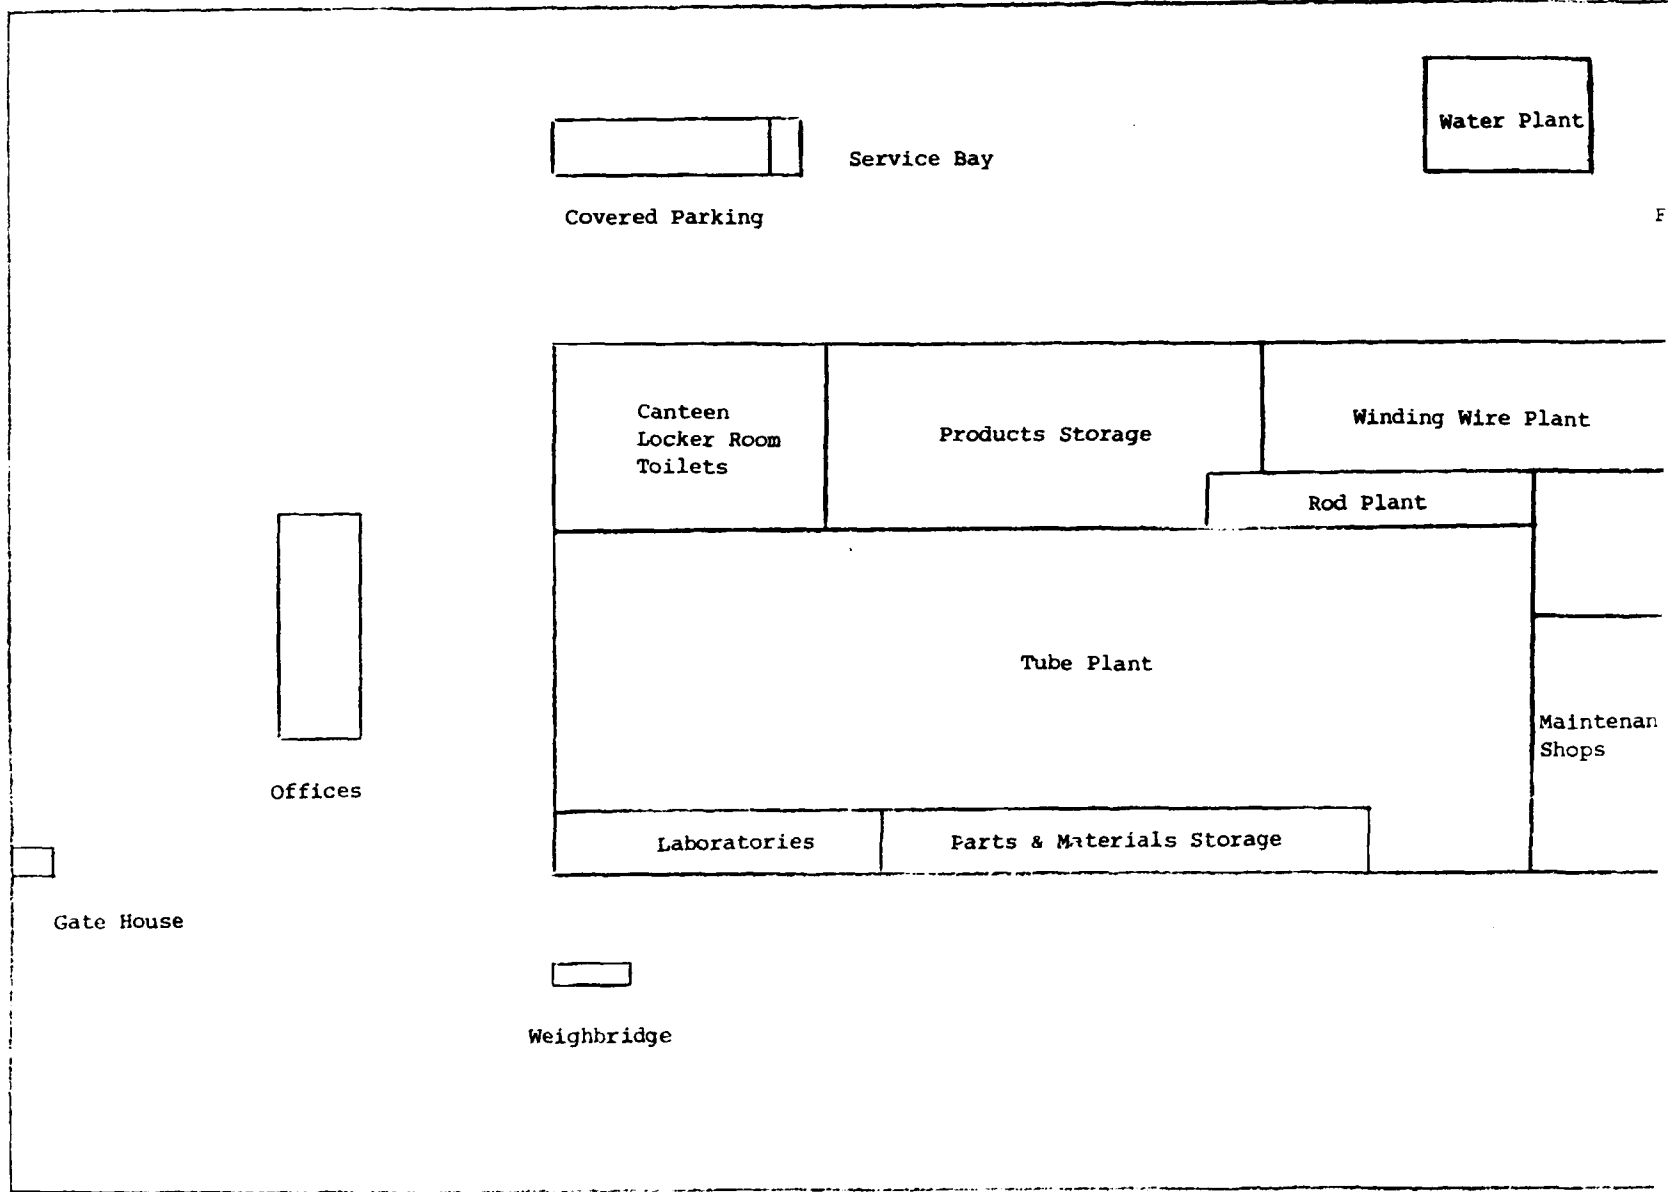 Water Plant
Service Bay
Covered Parking
F
Canteen
Locker Room
Toilets
Products Storage
Winding Wire Plant
Rod Plant
Tube Plant
Maintenan
Shops
Offices
Laboratories
Parts & Materials Storage
Gate House
Weighbridge